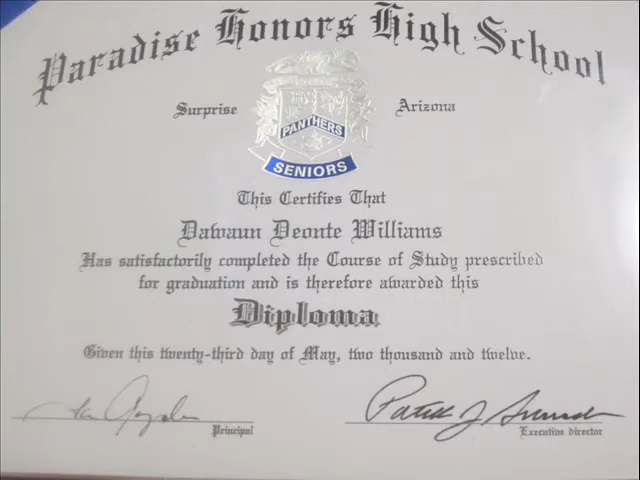 Paradise Honors High School
Surprise
Arizona
PANTHERS
SENIORS
This Certifies That
Dawaun Deonte Williams
Has satisfactorily completed the Course of Study prescribed
for graduation and is therefore awarded this
Diploma
Given this twenty-third day of May, two thousand and twelve.
Patrick J
Principal
Executive director